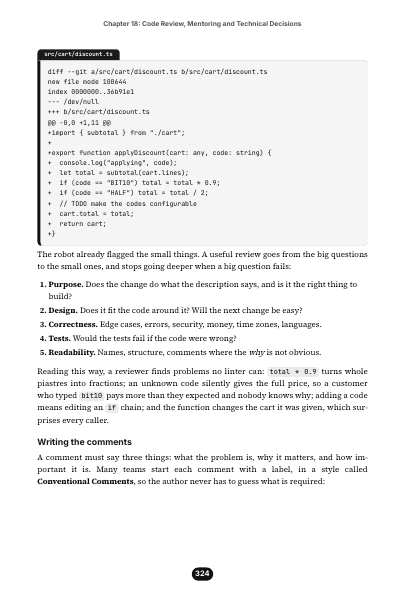 Chapter 18: Code Review, Mentoring and Technical Decisions
src/cart/discount.ts
diff --git a/src/cart/discount.ts b/src/cart/discount.ts
new file mode 100644
index 0000000..36b91e1
--- /dev/null
+++ b/src/cart/discount.ts
@@ -0,0 +1,11 @@
+import { subtotal } from "./cart";
+
+export function applyDiscount(cart: any, code: string) {
+  console.log("applying", code);
+  let total = subtotal(cart.lines);
+  if (code == "BIT10") total = total * 0.9;
+  if (code == "HALF") total = total / 2;
+  // TODO make the codes configurable
+  cart.total = total;
+  return cart;
+}
The robot already flagged the small things. A useful review goes from the big questions
to the small ones, and stops going deeper when a big question fails:
1. Purpose. Does the change do what the description says, and is it the right thing to
build?
2. Design. Does it fit the code around it? Will the next change be easy?
3. Correctness. Edge cases, errors, security, money, time zones, languages.
4. Tests. Would the tests fail if the code were wrong?
5. Readability. Names, structure, comments where the why is not obvious.
Reading this way, a reviewer finds problems no linter can: total * 0.9 turns whole
piastres into fractions; an unknown code silently gives the full price, so a customer
who typed bit10 pays more than they expected and nobody knows why; adding a code
means editing an if chain; and the function changes the cart it was given, which sur-
prises every caller.
Writing the comments
A comment must say three things: what the problem is, why it matters, and how im-
portant it is. Many teams start each comment with a label, in a style called
Conventional Comments, so the author never has to guess what is required:
324